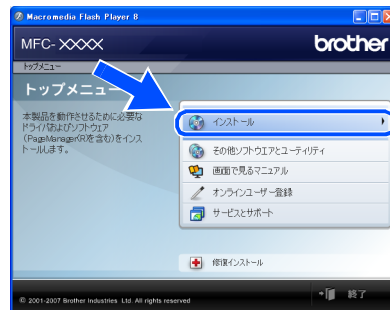 Macromedia Flash Player 8
MFC-XXXX
brother
トップメニュー
トップメニュー
本製品を動作させるために必要な
ドライバおよびソフトウェア
(PageManager(R)を含む)をインス
トールします。
インストール
その他ソフトウエアとユーティリティ
画面で見るマニュアル
オンラインユーザー登録
サービスとサポート
修復インストール
© 2001-2007 Brother Industries Ltd. All rights reserved
終了